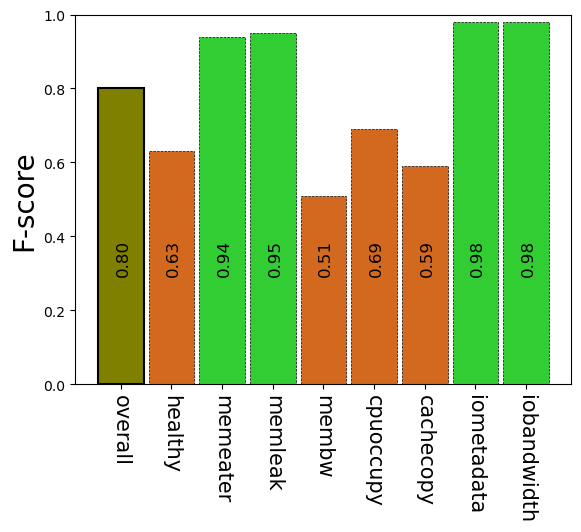 F-score
1.0
0.8
0.6
0.4
0.2
0.0
0.80
0.63
0.94
0.95
0.51
0.69
0.59
0.98
0.98
overall
healthy
memeater
memleak
membw
cpuoccupy
cachecopy
iometadata
iobandwidth